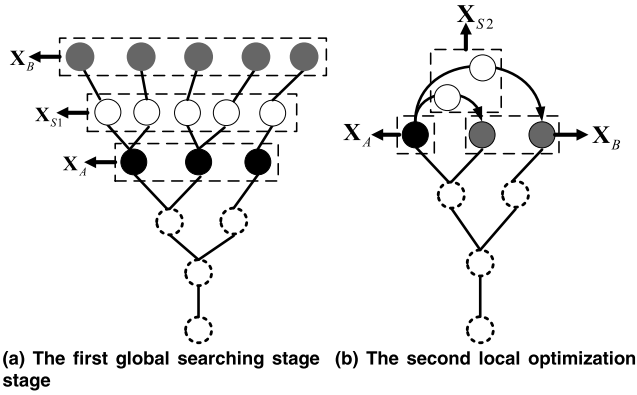 X_B
X_S1
X_A
X_S2
X_A
X_B
(a) The first global searching stage (b) The second local optimization
stage